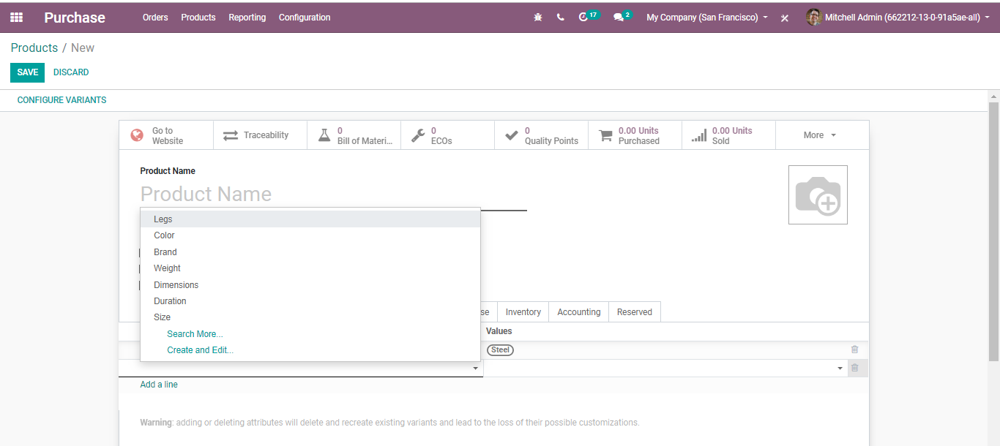 Purchase Orders Products Reporting Configuration 17 2 My Company (San Francisco) Mitchell Admin (662212-13-0-91a5ae-all)
Products / New
SAVE DISCARD
CONFIGURE VARIANTS
Go to
Website
Traceability
0
Bill of Materi...
0
ECOs
0
Quality Points
0.00 Units
Purchased
0.00 Units
Sold
More
Product Name
Product Name
Legs
Color
Brand
Weight
Dimensions
Duration
Size
Search More...
Create and Edit...
se Inventory Accounting Reserved
Values
Steel
Add a line
Warning: adding or deleting attributes will delete and recreate existing variants and lead to the loss of their possible customizations.